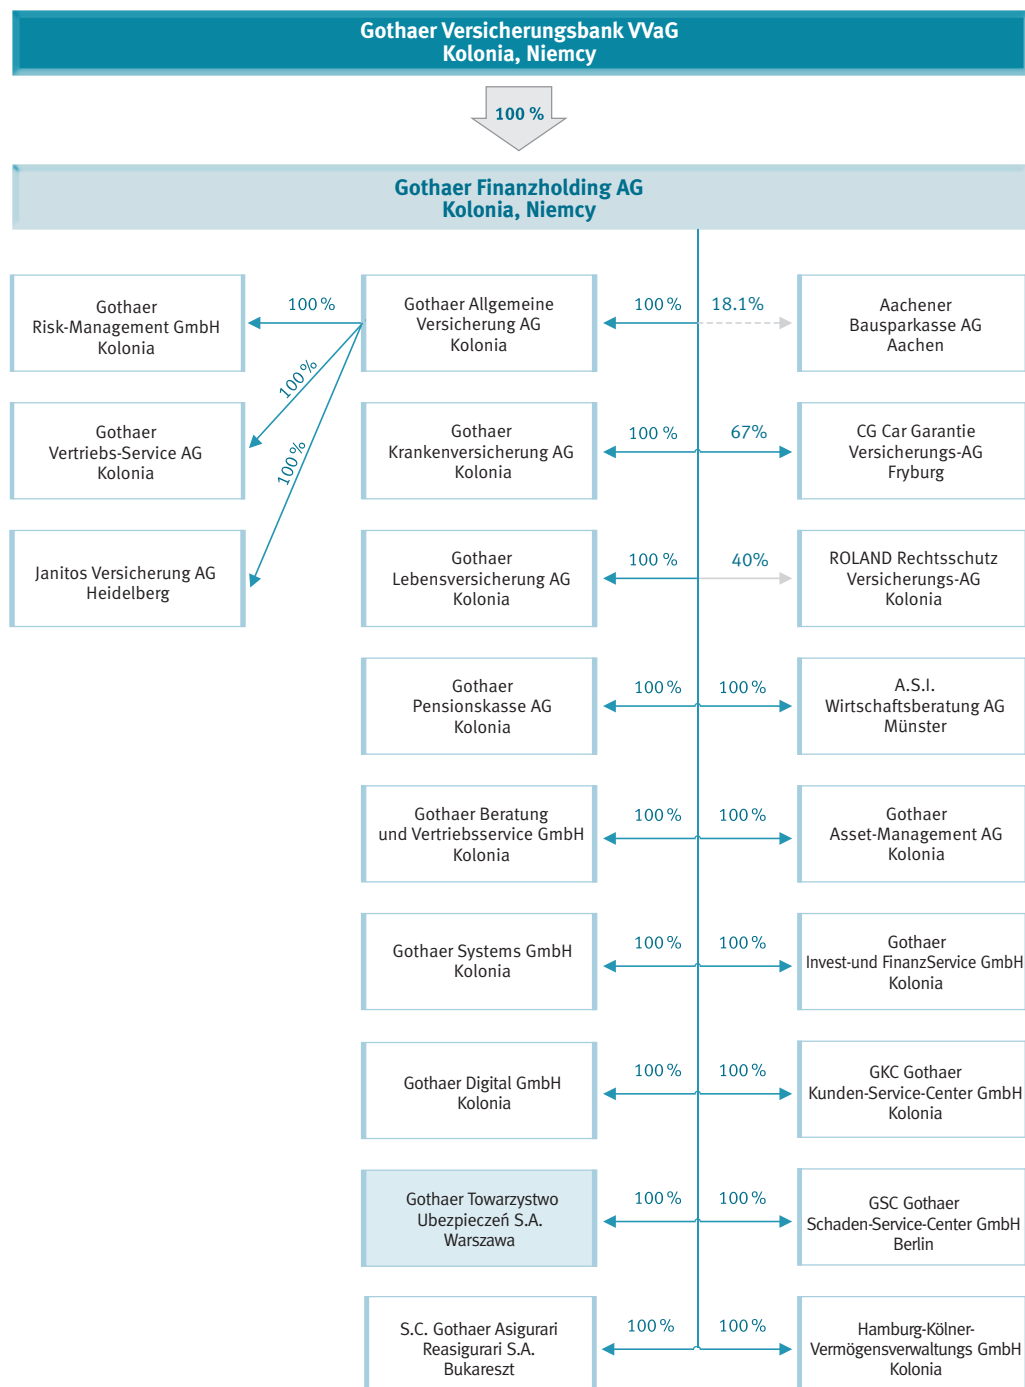 Gothaer Versicherungsbank VVaG
Kolonia, Niemcy
100 %
Gothaer Finanzholding AG
Kolonia, Niemcy
Gothaer
Risk-Management GmbH
Kolonia
100 %
Gothaer Allgemeine
Versicherung AG
Kolonia
100 %
18.1%
Aachener
Bausparkasse AG
Aachen
100 %
100 %
Gothaer
Vertriebs-Service AG
Kolonia
Gothaer
Krankenversicherung AG
Kolonia
100 %
67%
CG Car Garantie
Versicherungs-AG
Fryburg
Janitos Versicherung AG
Heidelberg
Gothaer
Lebensversicherung AG
Kolonia
100 %
40%
ROLAND Rechtsschutz
Versicherungs-AG
Kolonia
Gothaer
Pensionskasse AG
Kolonia
100 %
100 %
A.S.I.
Wirtschaftsberatung AG
Münster
Gothaer Beratung
und Vertriebsservice GmbH
Kolonia
100 %
100 %
Gothaer
Asset-Management AG
Kolonia
Gothaer Systems GmbH
Kolonia
100 %
100 %
Gothaer
Invest-und FinanzService GmbH
Kolonia
Gothaer Digital GmbH
Kolonia
100 %
100 %
GKC Gothaer
Kunden-Service-Center GmbH
Kolonia
Gothaer Towarzystwo
Ubezpieczeń S.A.
Warszawa
100 %
100 %
GSC Gothaer
Schaden-Service-Center GmbH
Berlin
S.C. Gothaer Asigurari
Reasigurari S.A.
Bukareszt
100 %
100 %
Hamburg-Kölner-
Vermögensverwaltungs GmbH
Kolonia